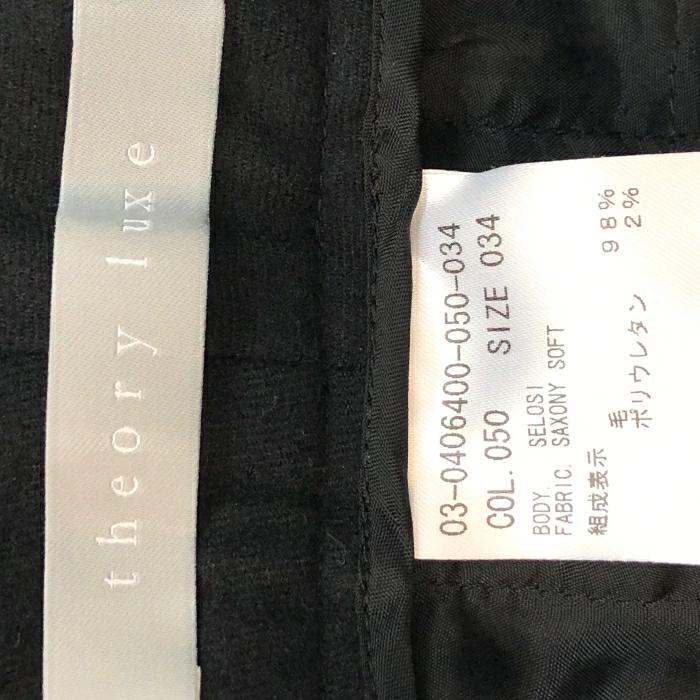 theory luxe
03-0406400-050-034
COL.050 SIZE 034
BODY. SELOSI
FABRIC. SAXONY SOFT
組成表示
毛 98%
ポリウレタン 2%